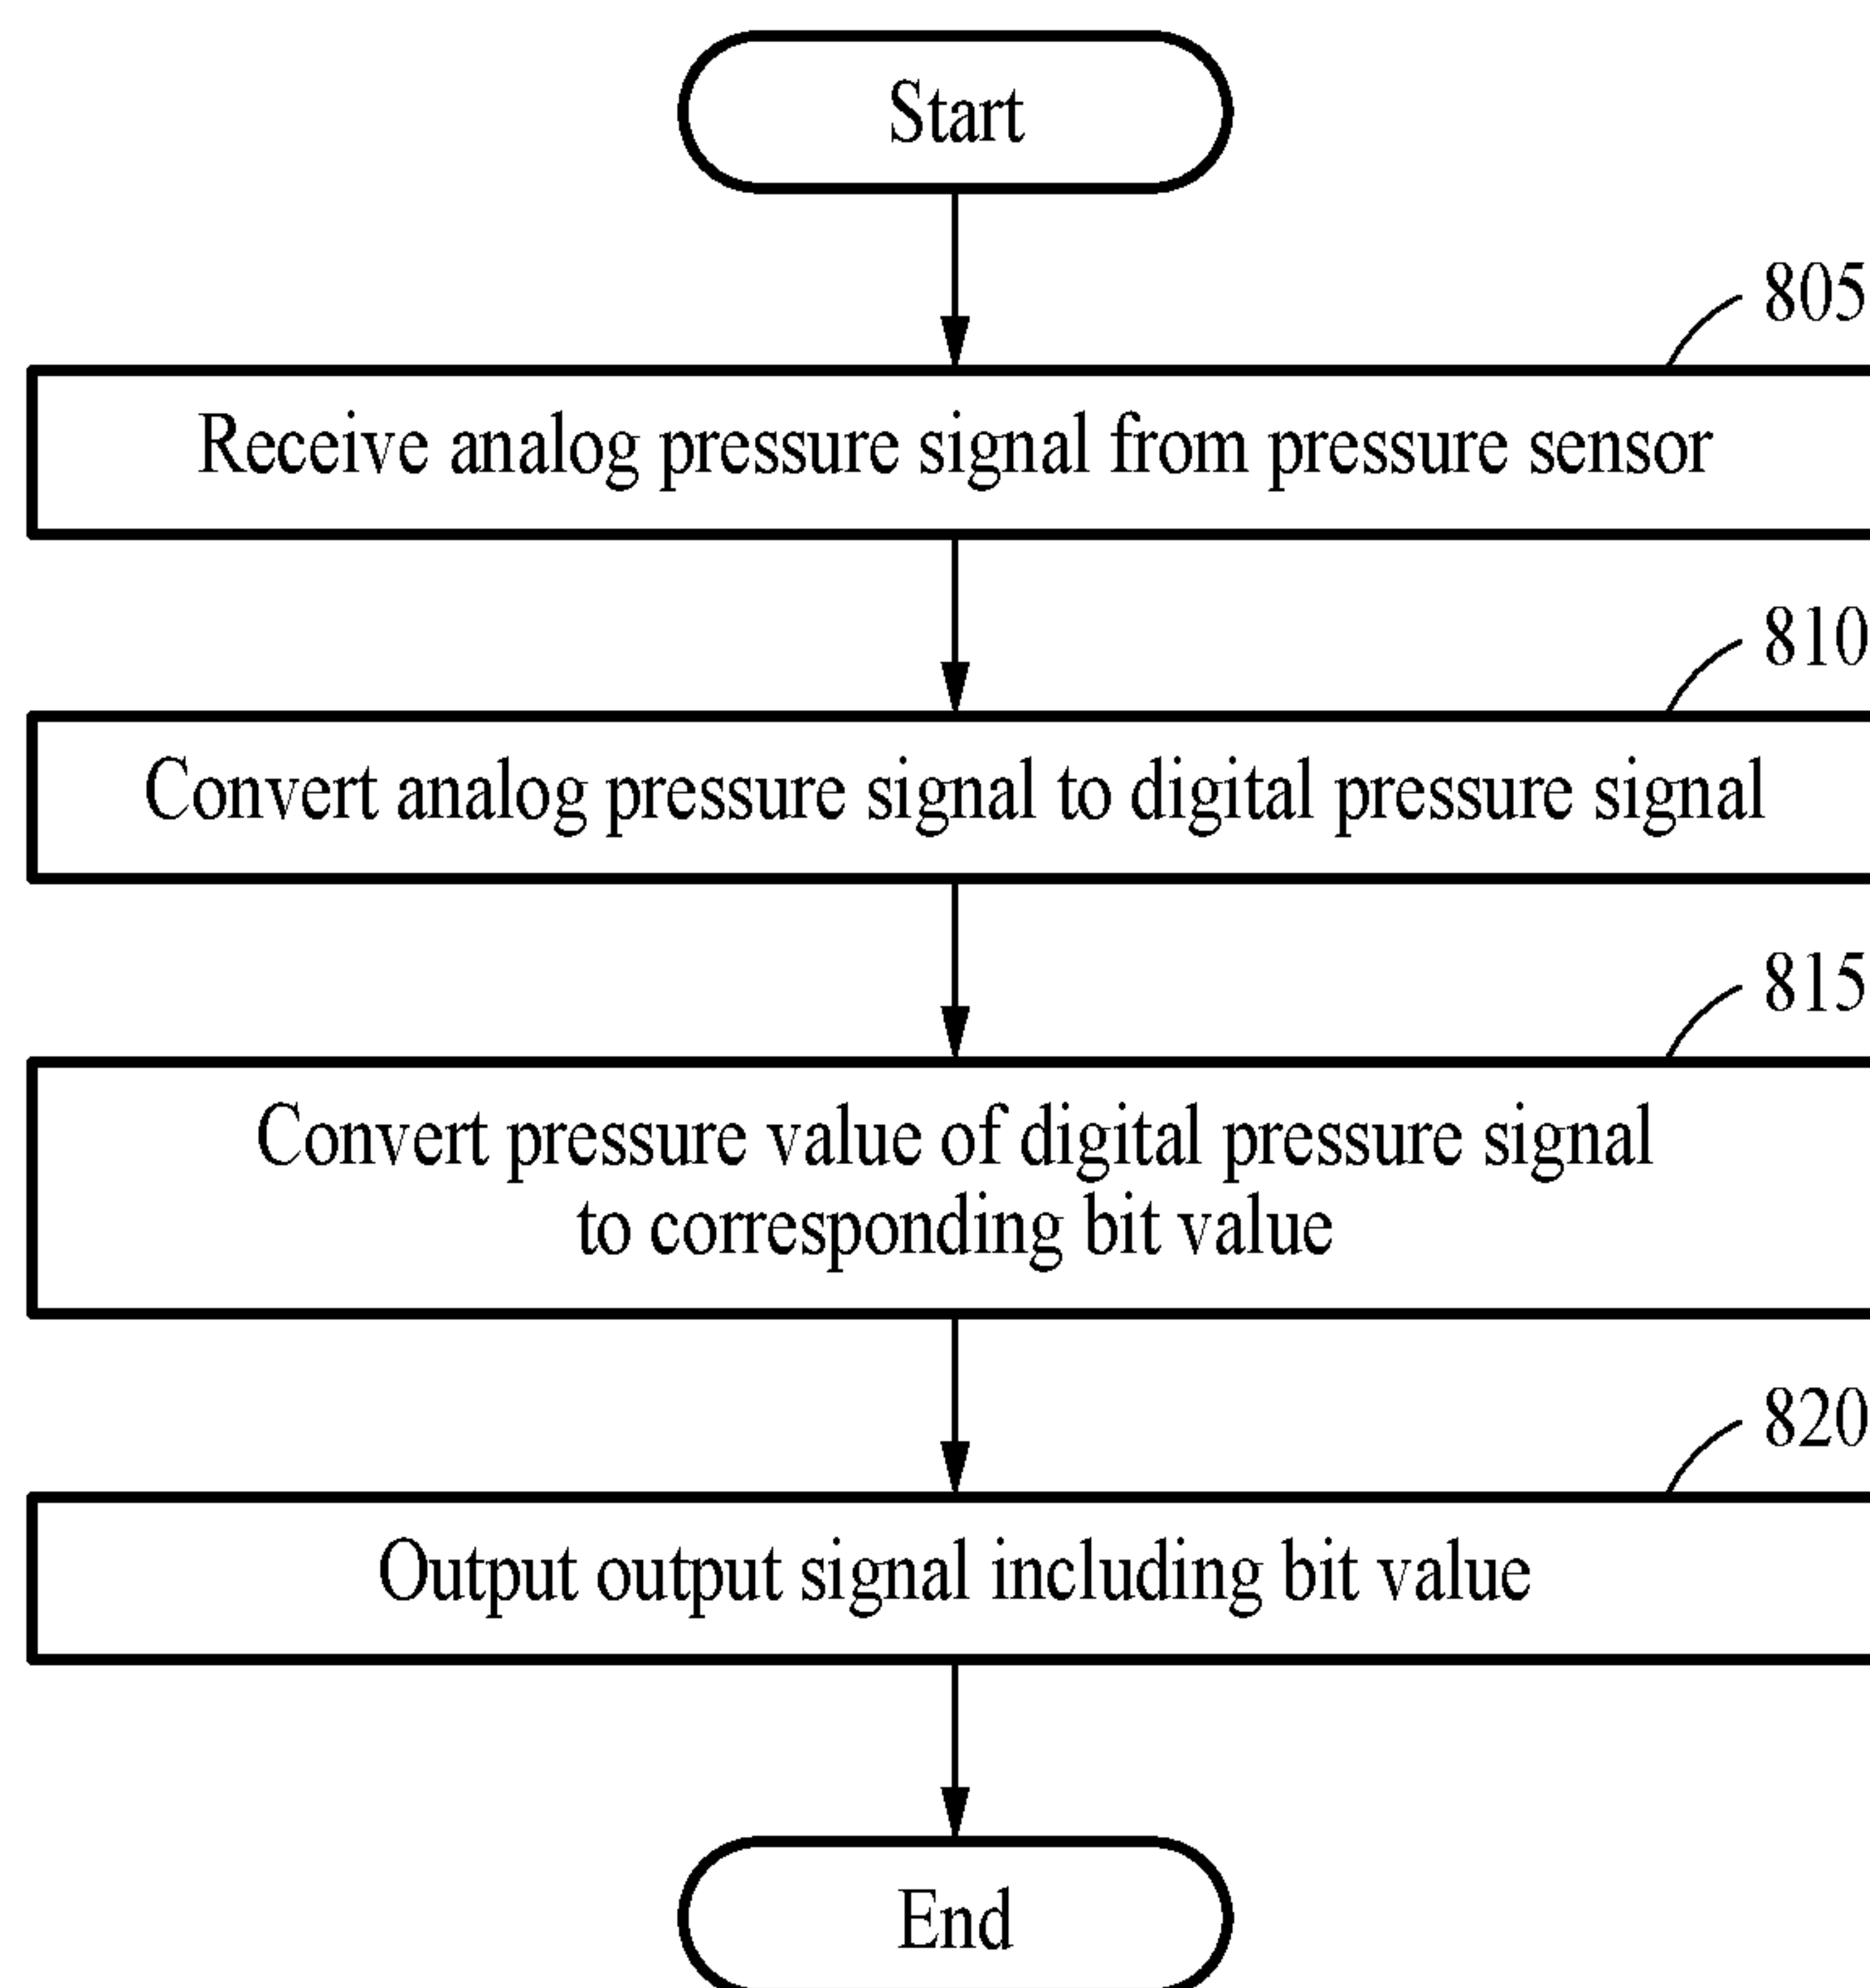 Start
805
Receive analog pressure signal from pressure sensor
810
Convert analog pressure signal to digital pressure signal
815
Convert pressure value of digital pressure signal
to corresponding bit value
820
Output output signal including bit value
End